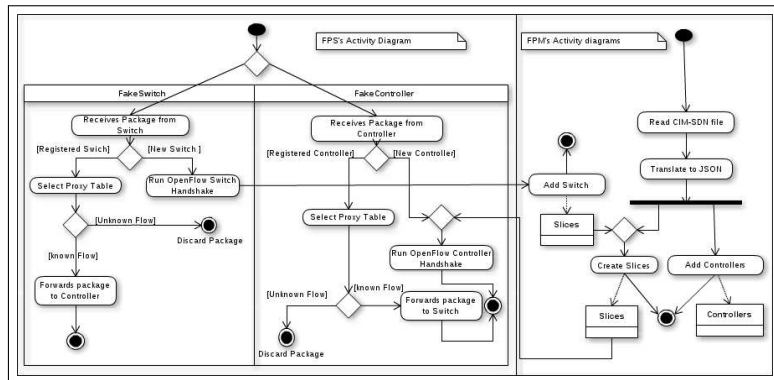 FPS's Activity Diagram
FPM's Activity diagrams
FakeSwitch
FakeController
Receives Package from
Switch
[Registered Swich]
[New Switch ]
Select Proxy Table
Run OpenFlow Switch
Handshake
[Unknown Flow]
Discard Package
[known Flow]
Forwards package
to Controller
Receives Package from
Controller
[Registered Controller]
[New Controller]
Select Proxy Table
Run OpenFlow Controller
Handshake
[Unknown Flow]
[known Flow]
Forwards package
to Switch
Discard Package
Read CIM-SDN file
Translate to JSON
Add Switch
Slices
Create Slices
Add Controllers
Slices
Controllers